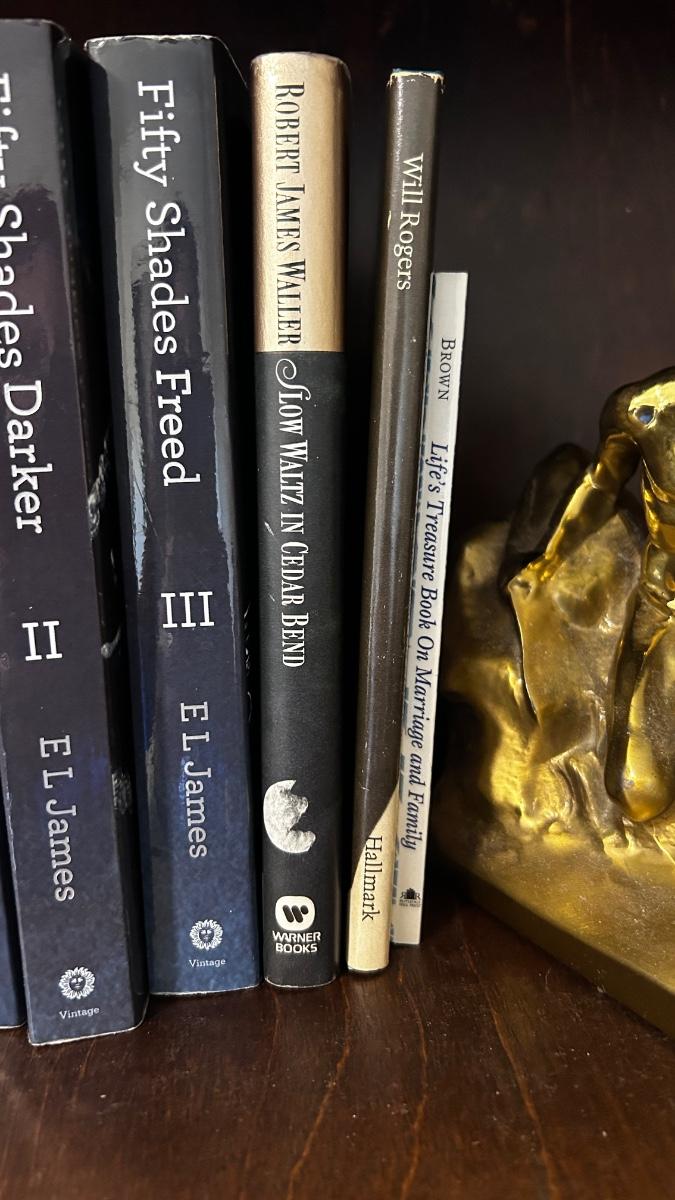 Fifty Shades Darker
II
E L James
Vintage
Fifty Shades Freed
III
E L James
Vintage
ROBERT JAMES WALLER
SLOW WALTZ IN CEDAR BEND
WARNER
BOOKS
Will Rogers
Hallmark
BROWN
Life's Treasure Book On Marriage and Family